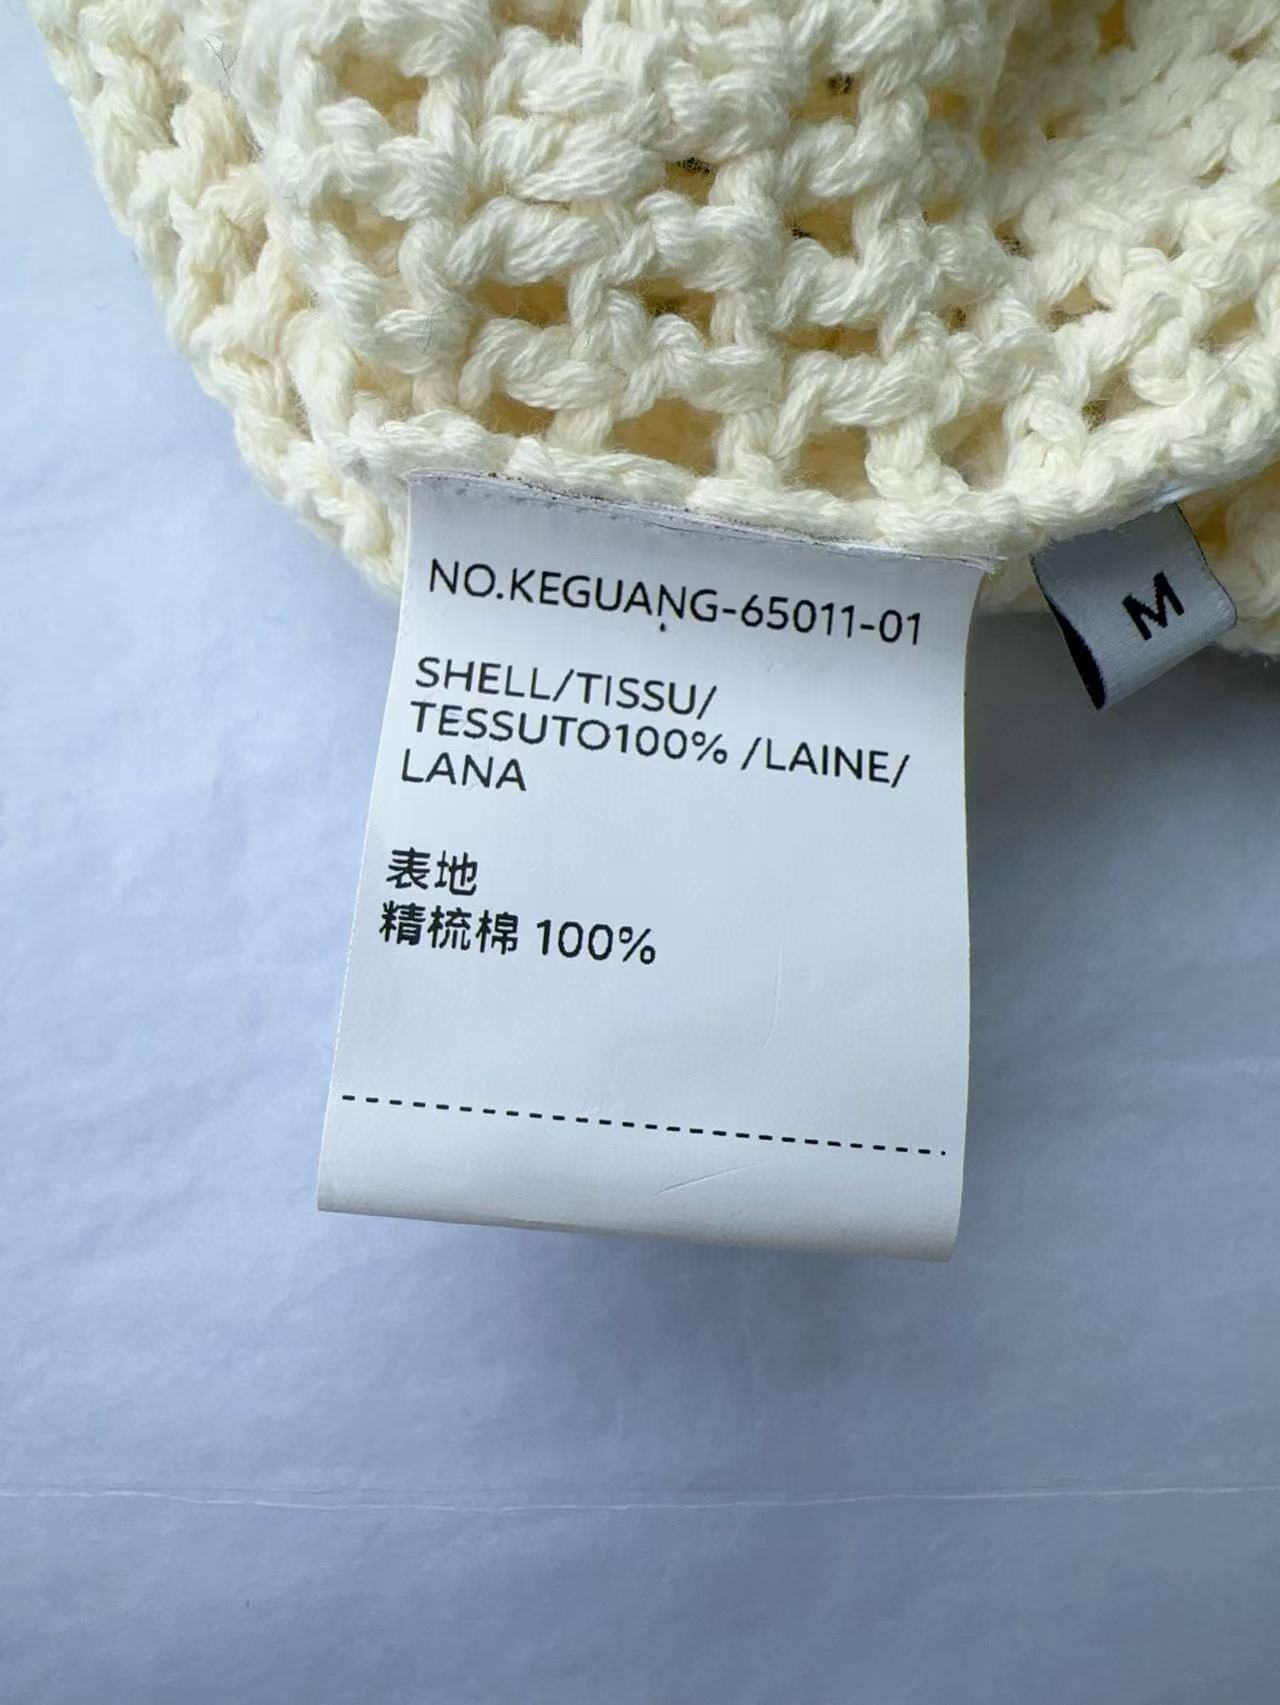 NO.KEGUANG-65011-01
SHELL/TISSU/
TESSUTO100% /LAINE/
LANA
表地
精梳棉 100%
M